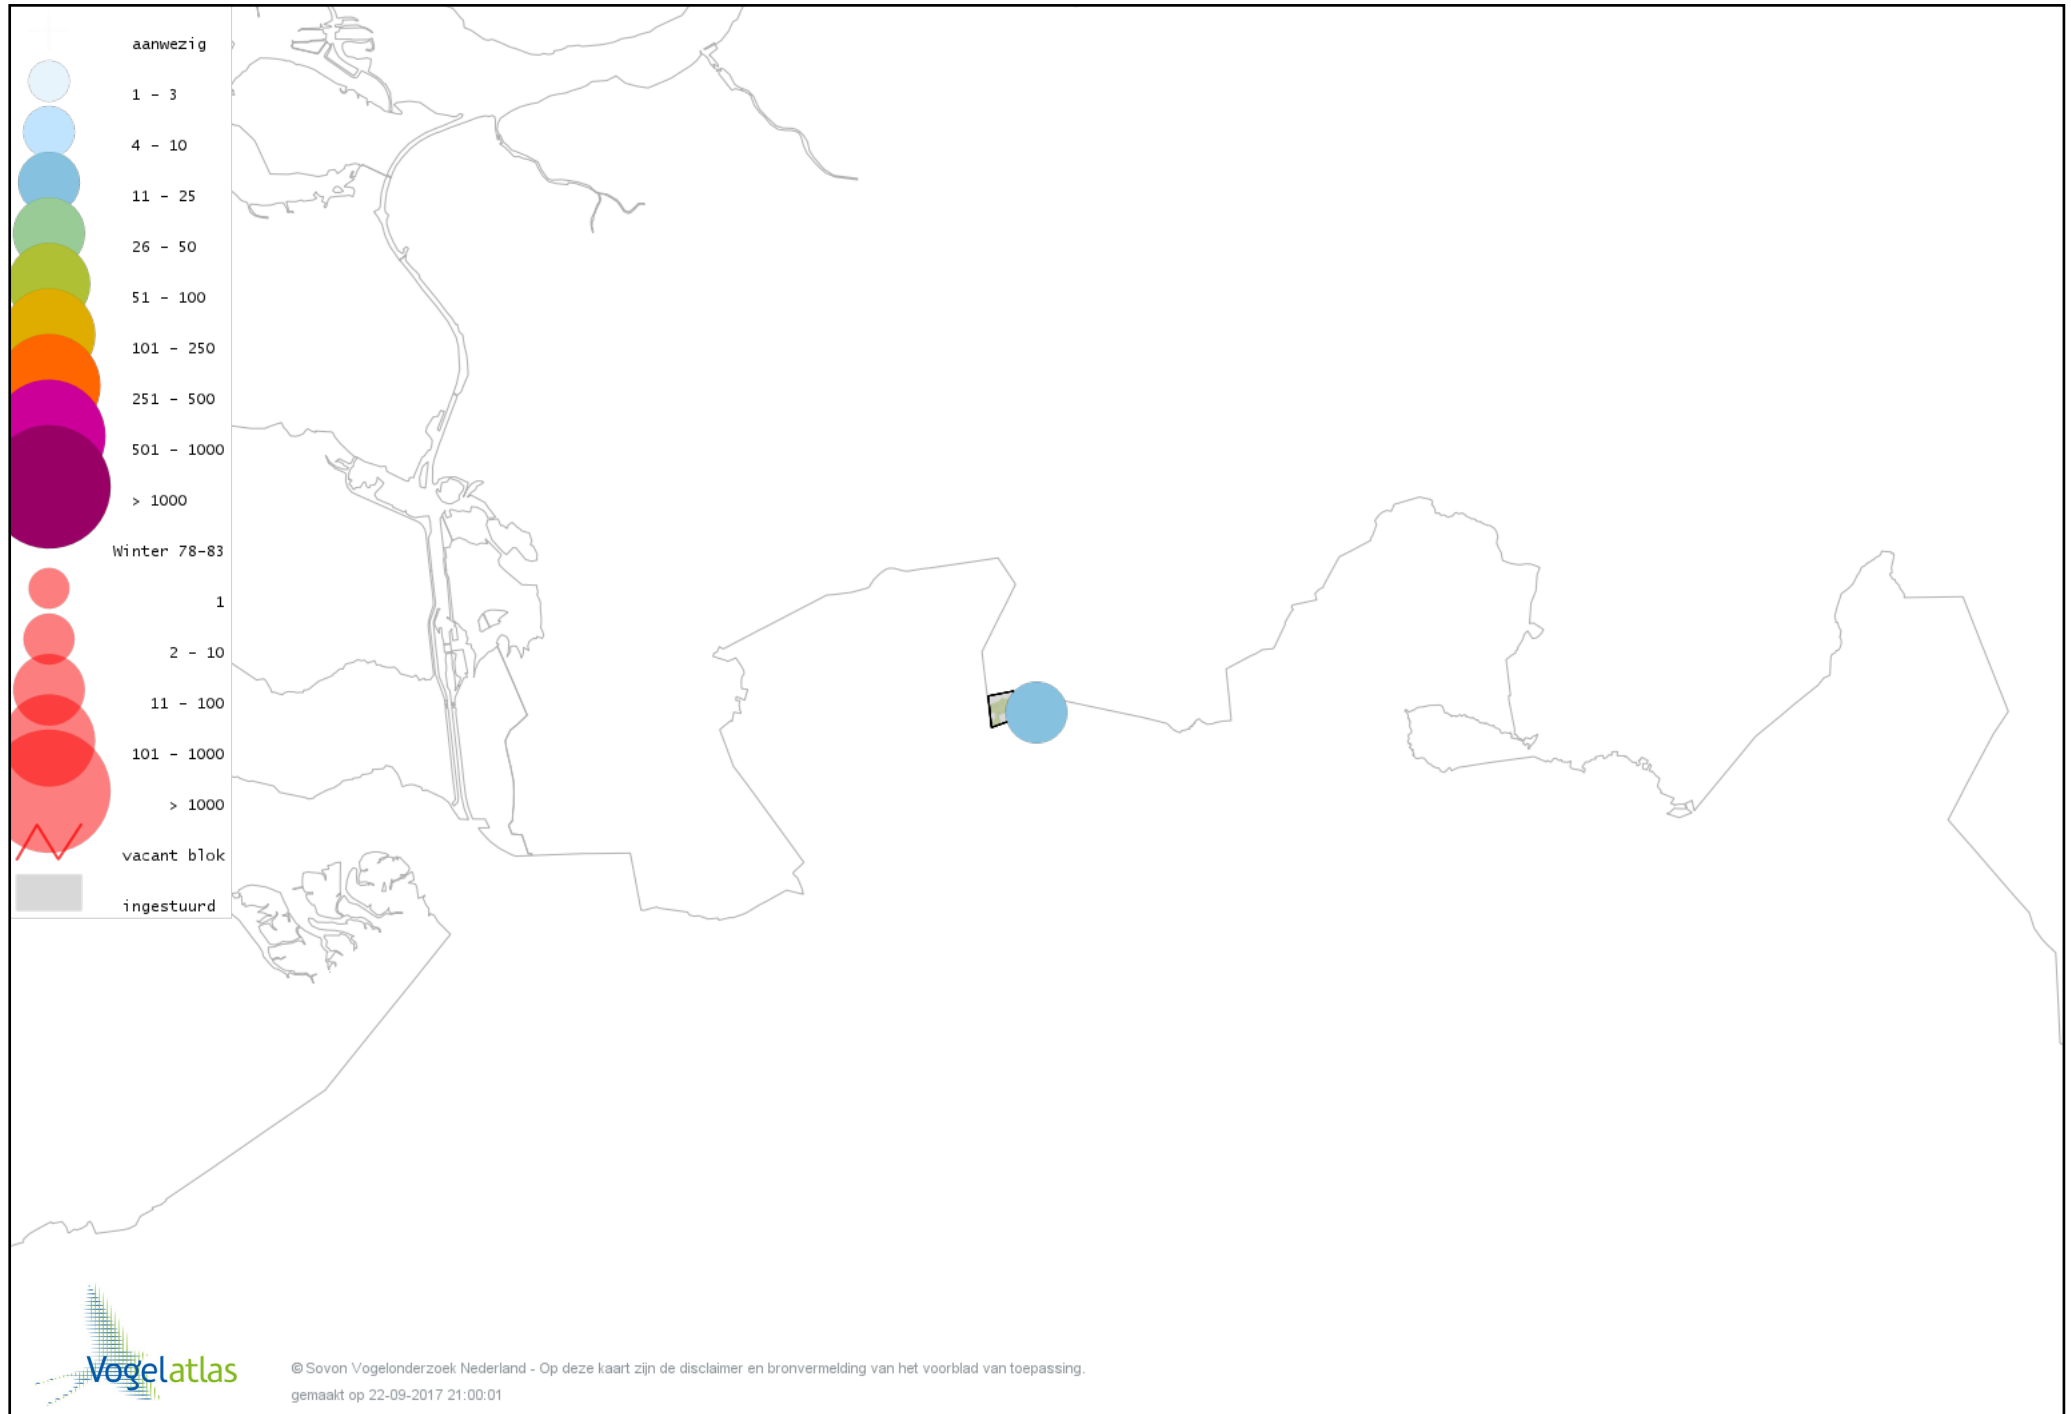 aanwezig
1 - 3
4 - 10
11 - 25
26 - 50
51 - 100
101 - 250
251 - 500
501 - 1000
> 1000
Winter 78-83
1
2 - 10
11 - 100
101 - 1000
> 1000
vacant blok
ingestuurd
Vogelatlas
© Sovon Vogelonderzoek Nederland - Op deze kaart zijn de disclaimer en bronvermelding van het voorblad van toepassing.
gemaakt op 22-09-2017 21:00:01